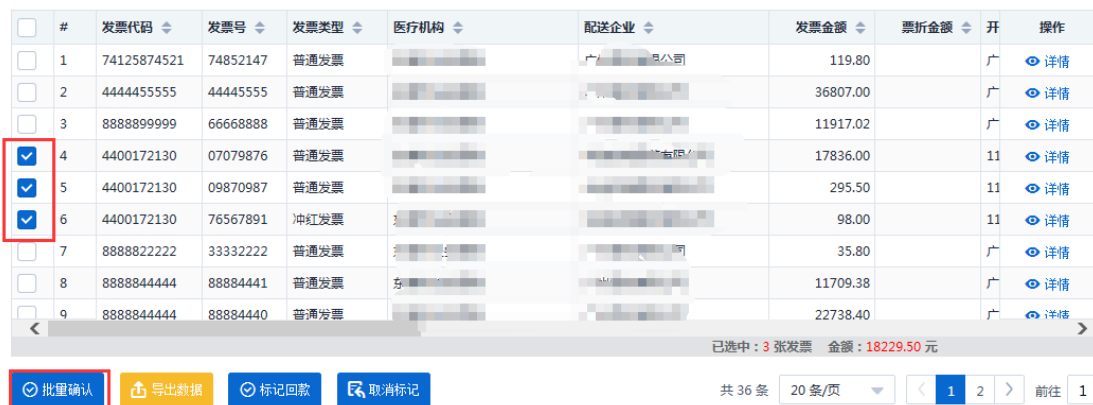 # 发票代码 发票号 发票类型 医疗机构 配送企业 发票金额 票折金额 开 操作
1 74125874521 74852147 普通发票 公司 119.80 广 详情
2 4444455555 44445555 普通发票 36807.00 广 详情
3 8888899999 66668888 普通发票 11917.02 广 详情
4 4400172130 07079876 普通发票 17836.00 11 详情
5 4400172130 09870987 普通发票 295.50 11 详情
6 4400172130 76567891 冲红发票 98.00 11 详情
7 8888822222 33332222 普通发票 35.80 广 详情
8 8888844444 88884441 普通发票 11709.38 广 详情
9 8888844444 88884440 普通发票 22738.40 广 详情
已选中：3 张发票 金额：18229.50 元
批量确认 导出数据 标记回款 取消标记 共 36 条 20 条/页 1 2 前往 1